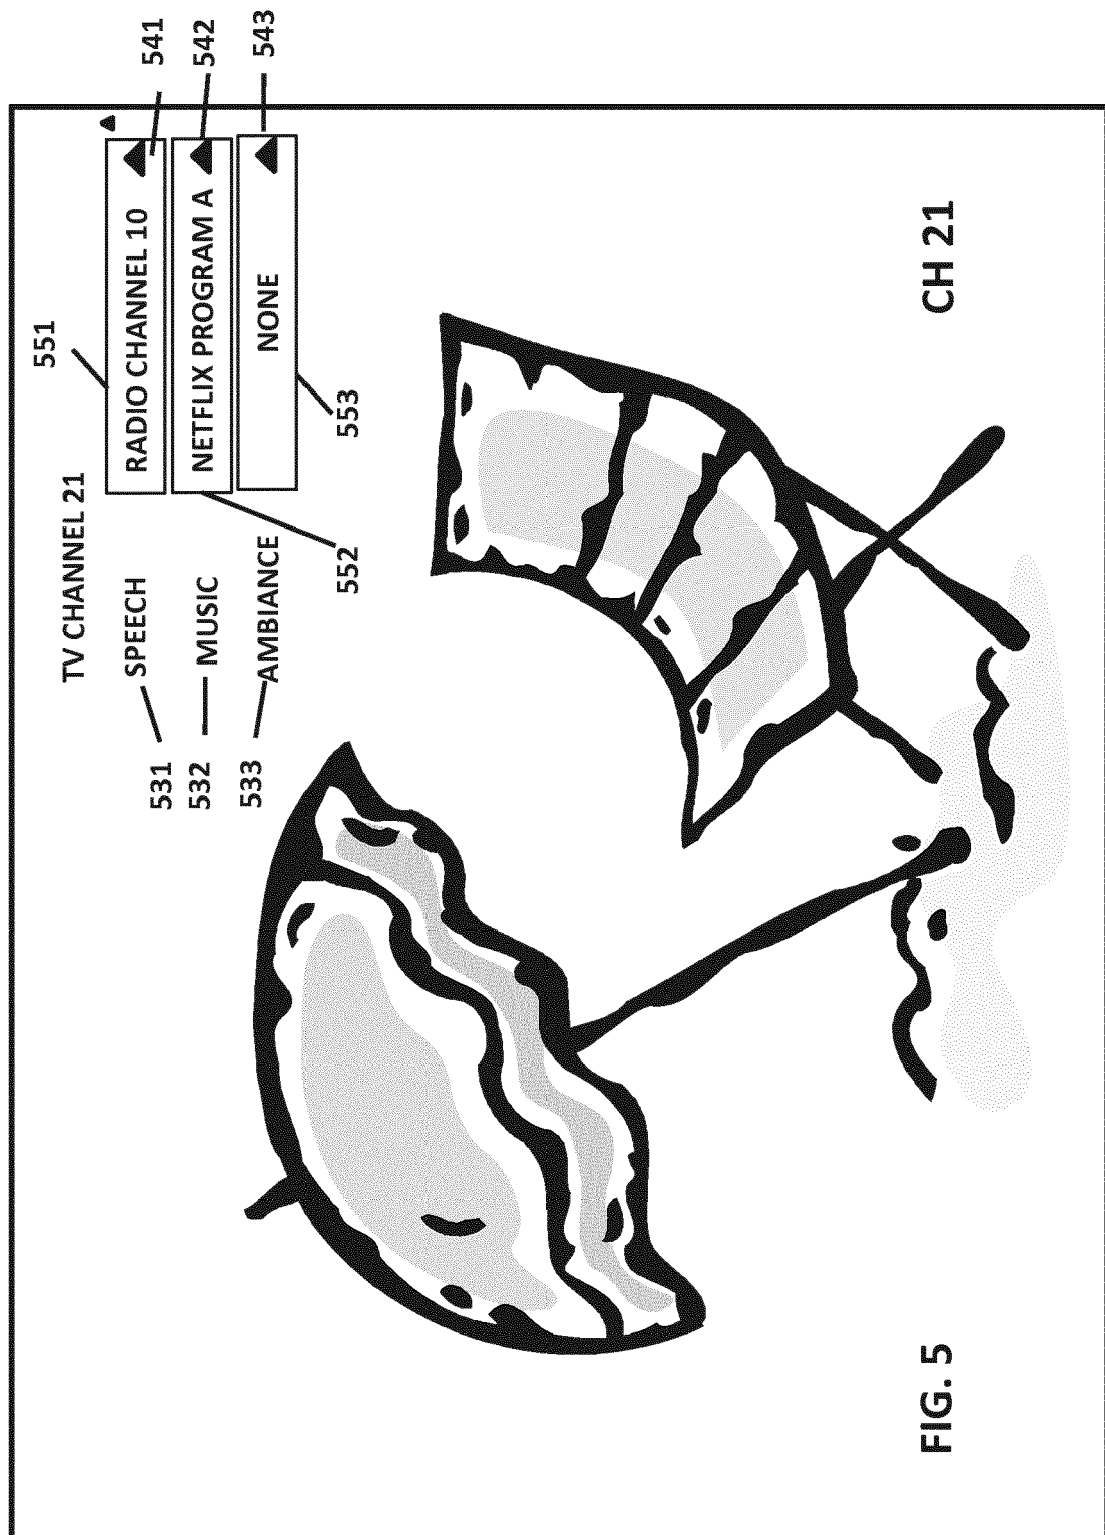 551
TV CHANNEL 21
531 SPEECH RADIO CHANNEL 10 541
532 MUSIC NETFLIX PROGRAM A 542
533 AMBIANCE NONE 543
552 553
CH 21
FIG. 5